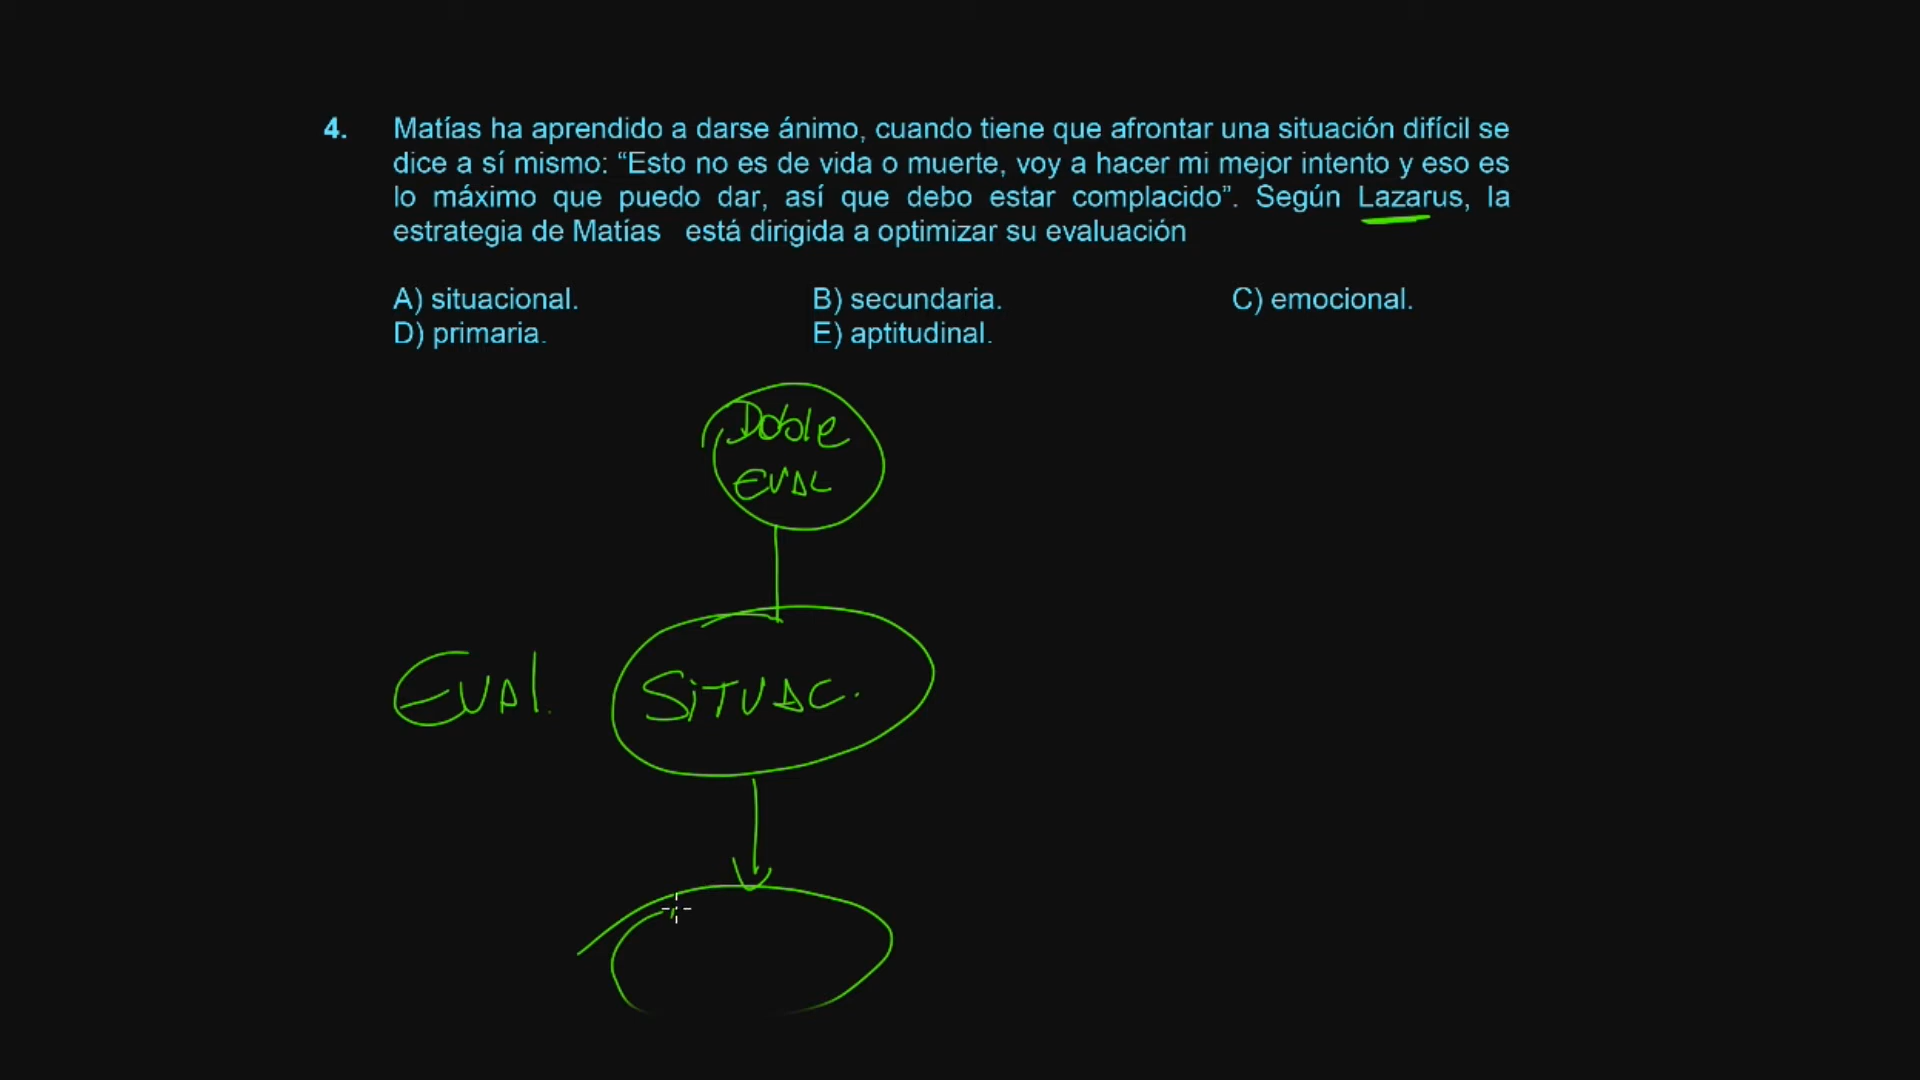 4. Matías ha aprendido a darse ánimo, cuando tiene que afrontar una situación difícil se
dice a sí mismo: “Esto no es de vida o muerte, voy a hacer mi mejor intento y eso es
lo máximo que puedo dar, así que debo estar complacido”. Según Lazarus, la
estrategia de Matías está dirigida a optimizar su evaluación
A) situacional. B) secundaria. C) emocional.
D) primaria. E) aptitudinal.
Doble
EVAL
Eval. SITUAC.